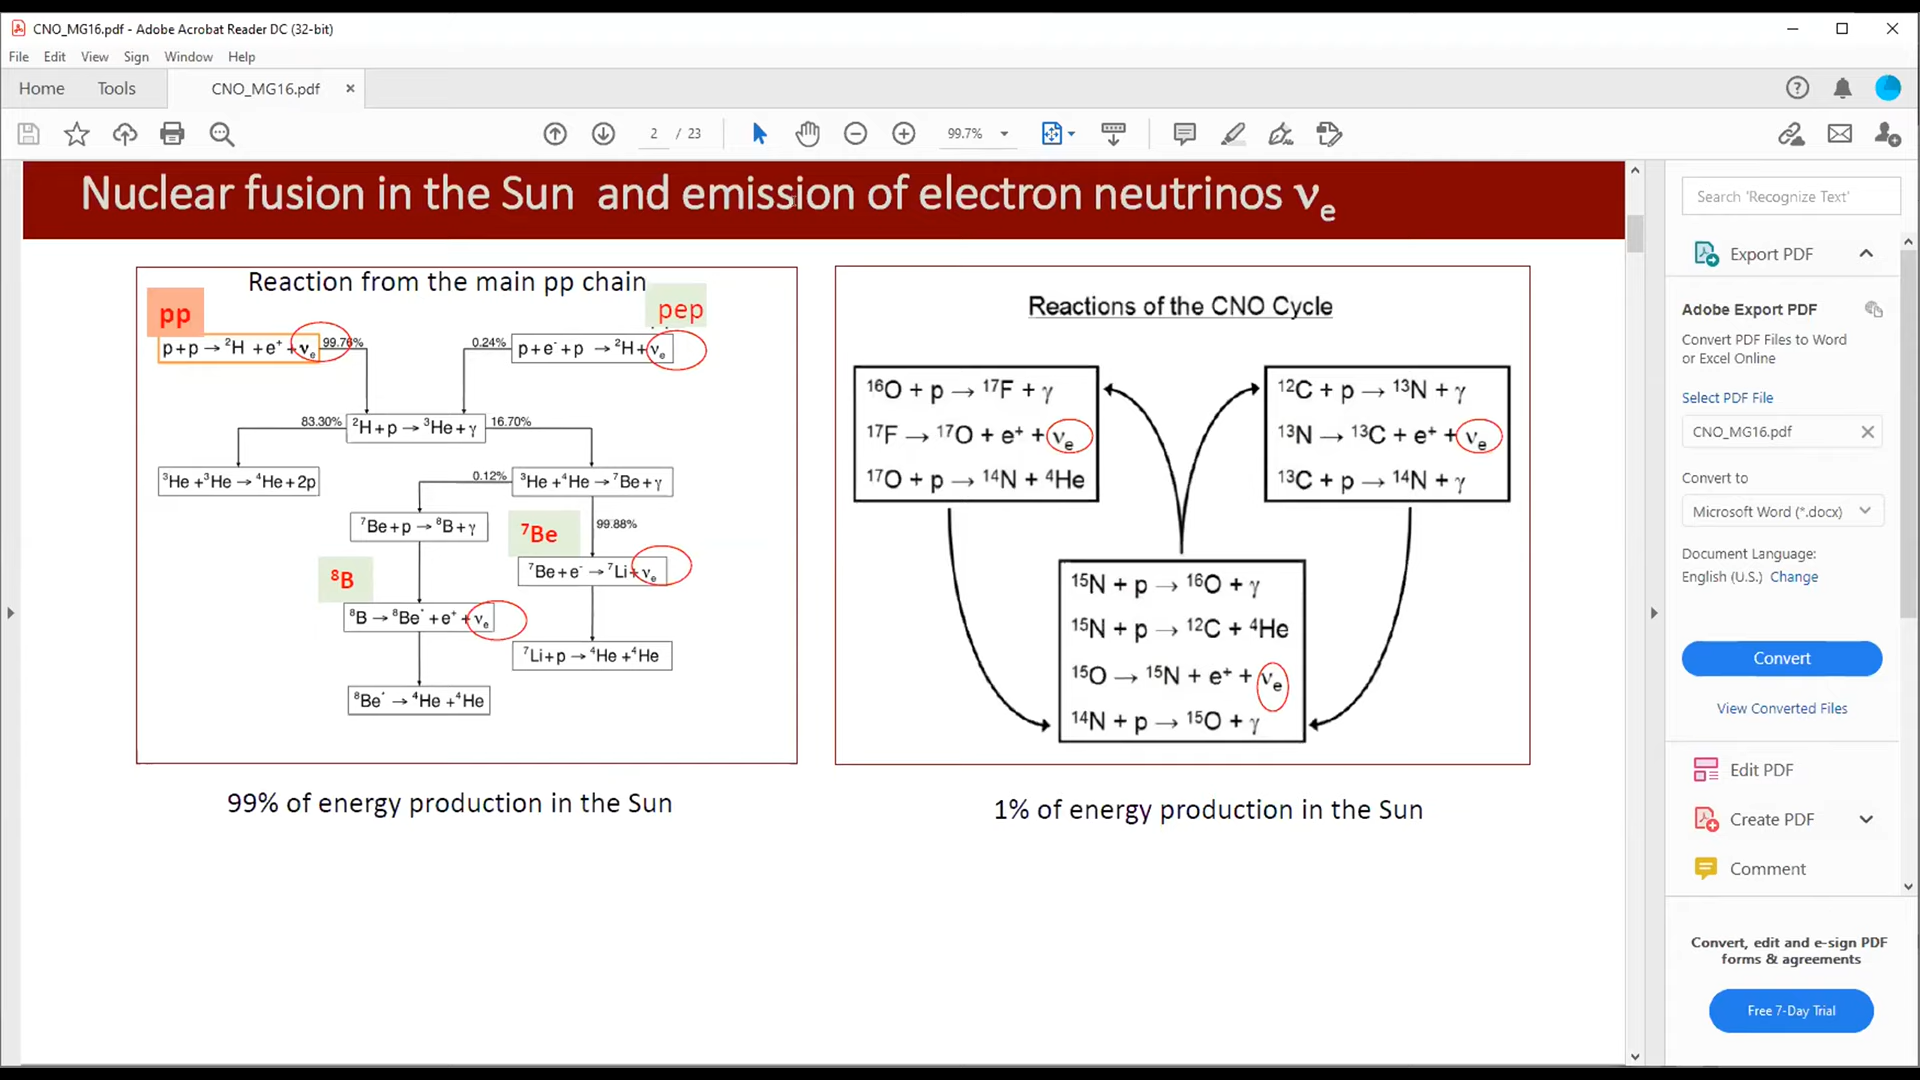 CNO_MG16.pdf - Adobe Acrobat Reader DC (32-bit)
File Edit View Sign Window Help
Home Tools CNO_MG16.pdf ×
2 / 23 99.7%
Nuclear fusion in the Sun and emission of electron neutrinos νe
Reaction from the main pp chain
pp
pep
p+p → ²H +e⁺ +νe 99.76%
0.24% p+e⁻+p → ²H+νe
83.30% ²H+p → ³He+γ 16.70%
³He +³He → ⁴He+2p
0.12% ³He+⁴He → ⁷Be+γ
⁷Be+p → ⁸B+γ
⁷Be
99.88%
⁸B
⁷Be+e⁻ → ⁷Li+νe
⁸B → ⁸Be* +e⁺ +νe
⁷Li+p → ⁴He +⁴He
⁸Be* → ⁴He +⁴He
99% of energy production in the Sun
Reactions of the CNO Cycle
¹⁶O + p → ¹⁷F + γ
¹⁷F → ¹⁷O + e⁺ + νe
¹⁷O + p → ¹⁴N + ⁴He
¹²C + p → ¹³N + γ
¹³N → ¹³C + e⁺ + νe
¹³C + p → ¹⁴N + γ
¹⁵N + p → ¹⁶O + γ
¹⁵N + p → ¹²C + ⁴He
¹⁵O → ¹⁵N + e⁺ + νe
¹⁴N + p → ¹⁵O + γ
1% of energy production in the Sun
Search 'Recognize Text'
Export PDF
Adobe Export PDF
Convert PDF Files to Word
or Excel Online
Select PDF File
CNO_MG16.pdf
Convert to
Microsoft Word (*.docx)
Document Language:
English (U.S.) Change
Convert
View Converted Files
Edit PDF
Create PDF
Comment
Convert, edit and e-sign PDF
forms & agreements
Free 7-Day Trial